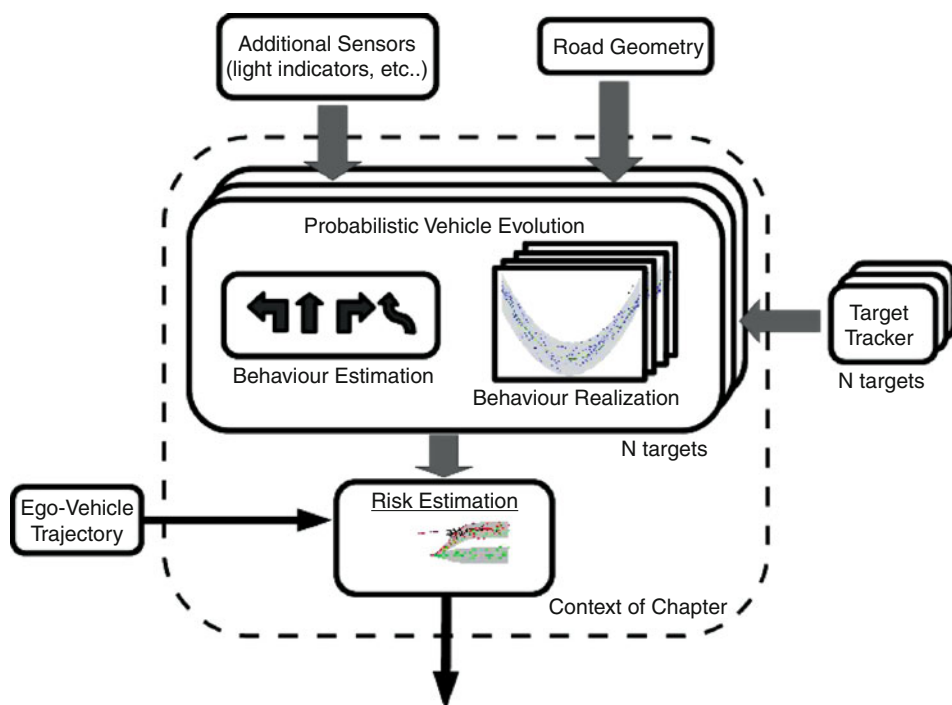 Additional Sensors
(light indicators, etc..)
Road Geometry
Probabilistic Vehicle Evolution
Behaviour Estimation
Behaviour Realization
N targets
Target
Tracker
N targets
Ego-Vehicle
Trajectory
Risk Estimation
Context of Chapter